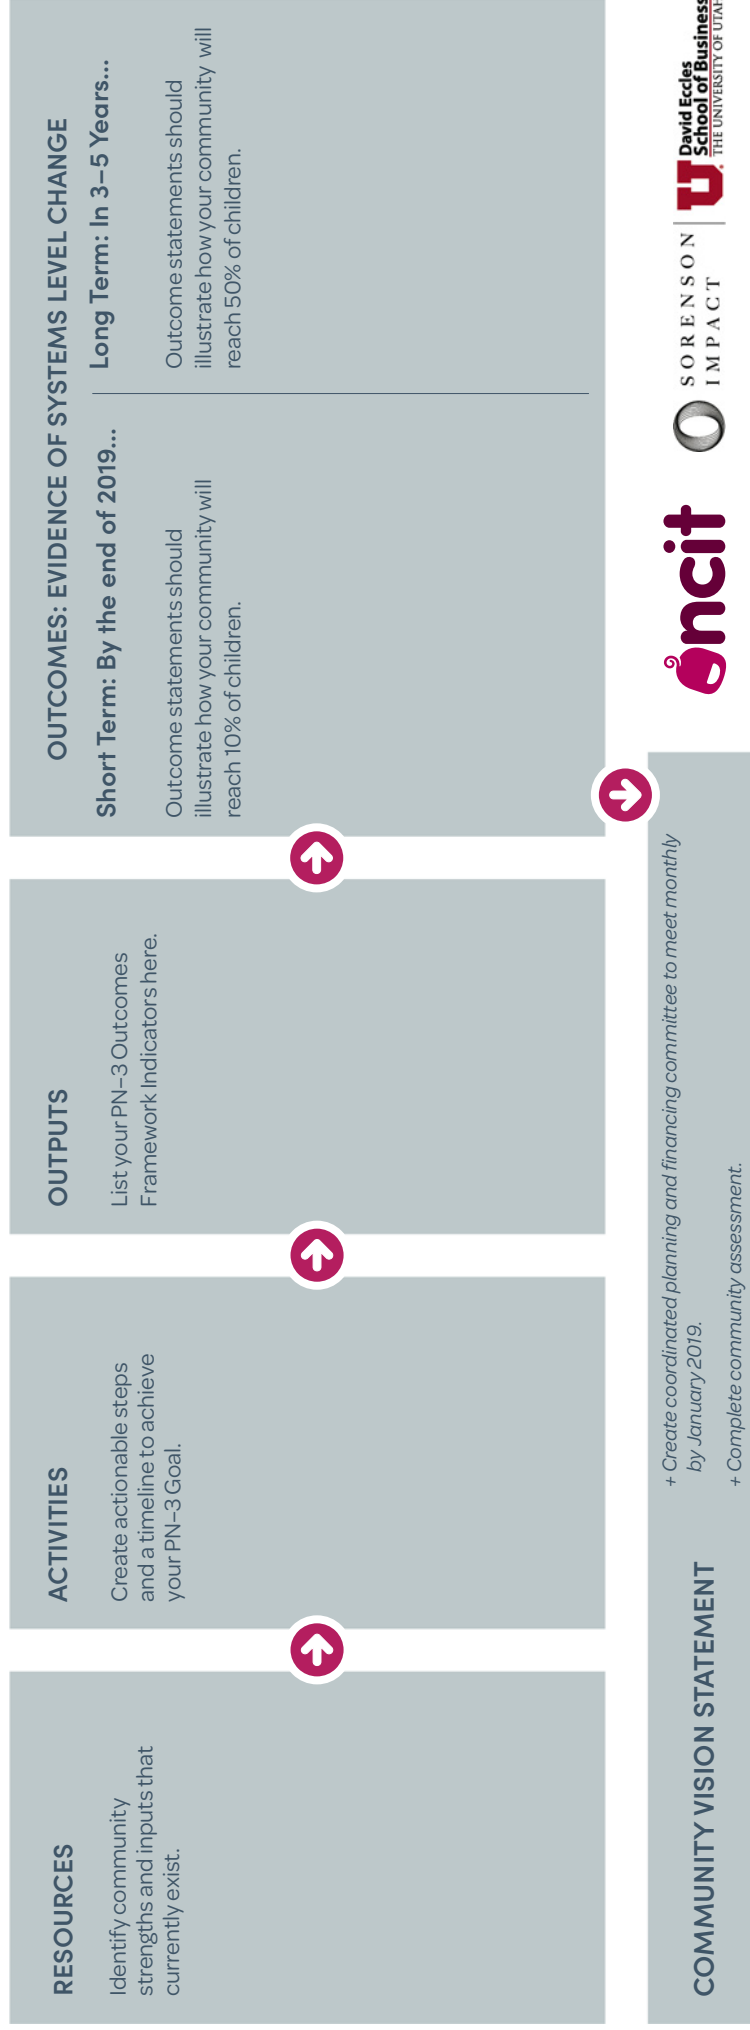 RESOURCES
Identify community
strengths and inputs that
currently exist.
ACTIVITIES
Create actionable steps
and a timeline to achieve
your PN–3 Goal.
OUTPUTS
List your PN–3 Outcomes
Framework Indicators here.
OUTCOMES: EVIDENCE OF SYSTEMS LEVEL CHANGE
Short Term: By the end of 2019...
Outcome statements should
illustrate how your community will
reach 10% of children.
Long Term: In 3–5 Years...
Outcome statements should
illustrate how your community will
reach 50% of children.
COMMUNITY VISION STATEMENT
+ Create coordinated planning and financing committee to meet monthly
by January 2019.
+ Complete community assessment.
ncit
SORENSON
IMPACT
U
David Eccles
School of Business
THE UNIVERSITY OF UTAH